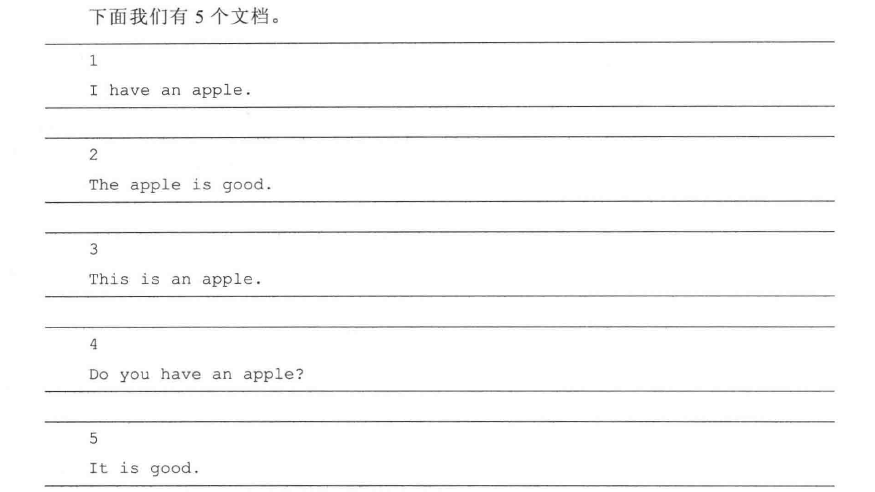 下面我们有 5 个文档。
1
I have an apple.
2
The apple is good.
3
This is an apple.
4
Do you have an apple?
5
It is good.